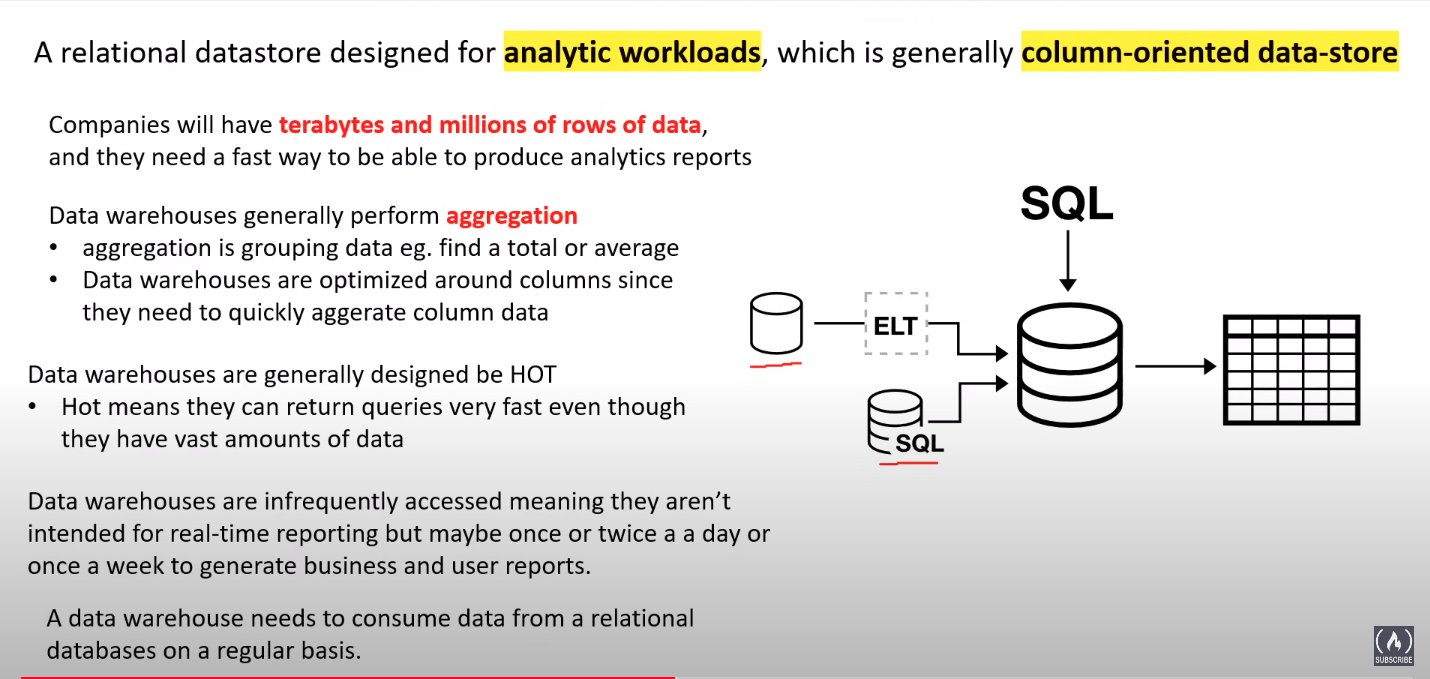 A relational datastore designed for analytic workloads, which is generally column-oriented data-store
Companies will have terabytes and millions of rows of data,
and they need a fast way to be able to produce analytics reports
Data warehouses generally perform aggregation
• aggregation is grouping data eg. find a total or average
• Data warehouses are optimized around columns since
they need to quickly aggerate column data
Data warehouses are generally designed be HOT
• Hot means they can return queries very fast even though
they have vast amounts of data
Data warehouses are infrequently accessed meaning they aren’t
intended for real-time reporting but maybe once or twice a a day or
once a week to generate business and user reports.
A data warehouse needs to consume data from a relational
databases on a regular basis.
SQL
ELT
SQL
SUBSCRIBE